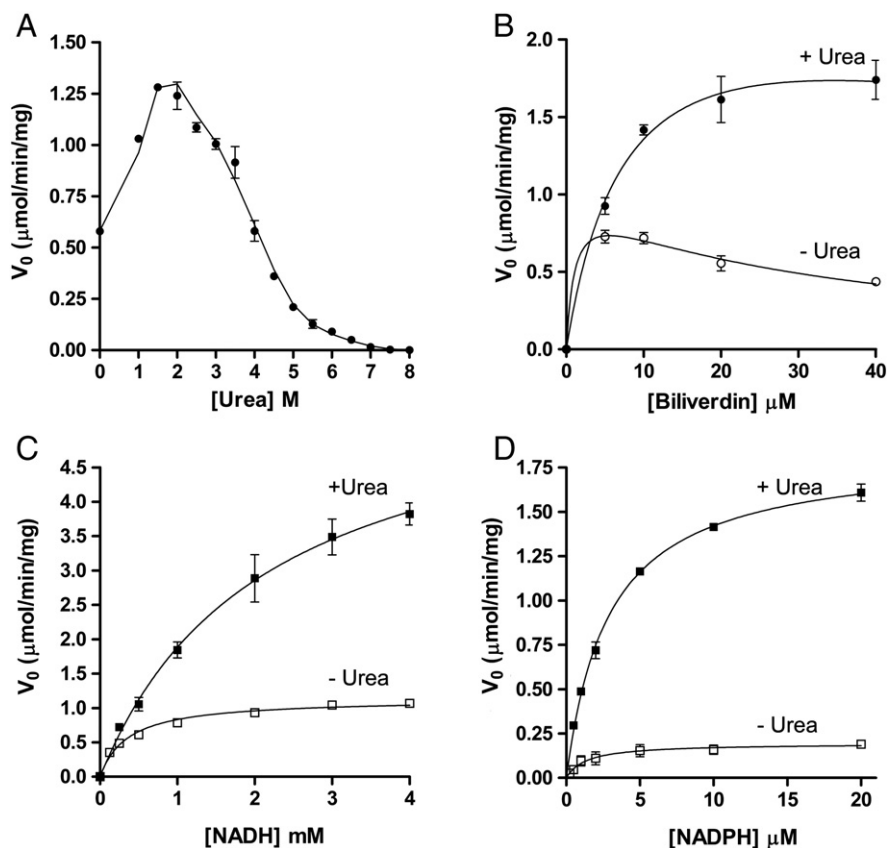 A
V0 (μmol/min/mg)
1.50
1.25
1.00
0.75
0.50
0.25
0.00
0 1 2 3 4 5 6 7 8
[Urea] M
B
V0 (μmol/min/mg)
2.0
1.5
1.0
0.5
0.0
+ Urea
- Urea
0 10 20 30 40
[Biliverdin] μM
C
V0 (μmol/min/mg)
4.5
4.0
3.5
3.0
2.5
2.0
1.5
1.0
0.5
0.0
+Urea
- Urea
0 1 2 3 4
[NADH] mM
D
V0 (μmol/min/mg)
1.75
1.50
1.25
1.00
0.75
0.50
0.25
0.00
+ Urea
- Urea
0 5 10 15 20
[NADPH] μM